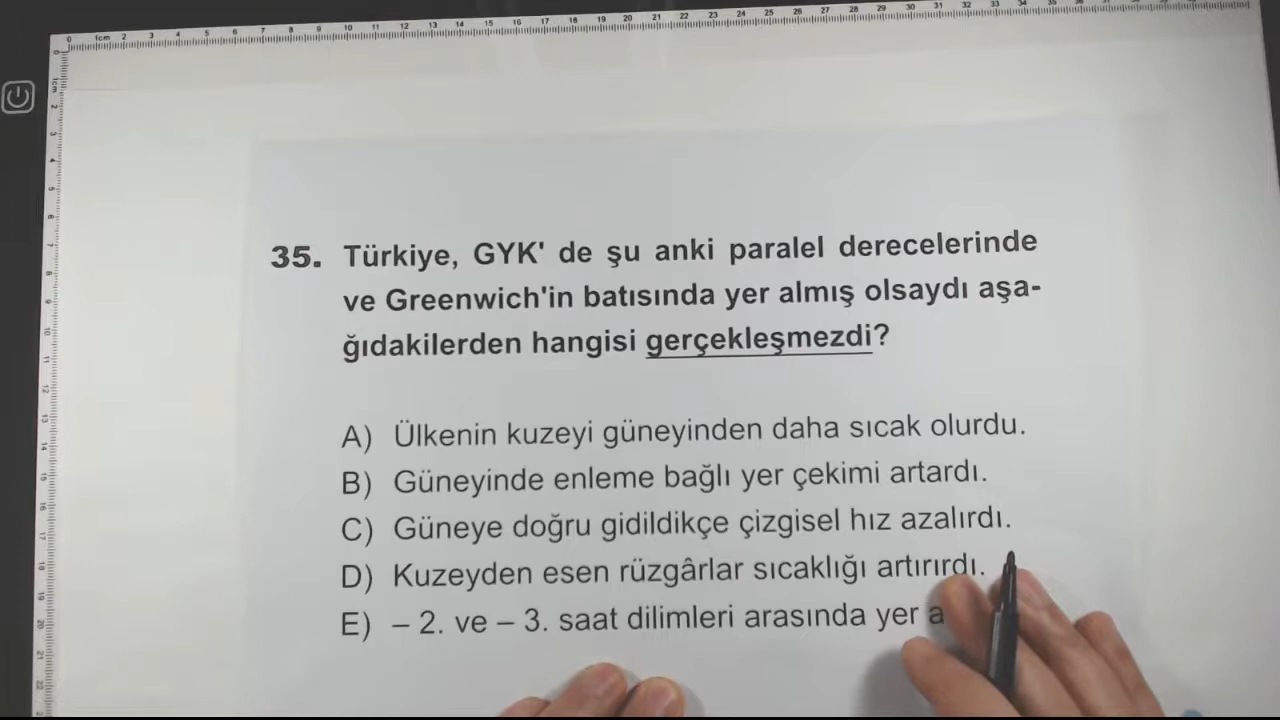 35. Türkiye, GYK' de şu anki paralel derecelerinde
ve Greenwich'in batısında yer almış olsaydı aşa-
ğıdakilerden hangisi gerçekleşmezdi?
A) Ülkenin kuzeyi güneyinden daha sıcak olurdu.
B) Güneyinde enleme bağlı yer çekimi artardı.
C) Güneye doğru gidildikçe çizgisel hız azalırdı.
D) Kuzeyden esen rüzgârlar sıcaklığı artırırdı.
E) – 2. ve – 3. saat dilimleri arasında yer